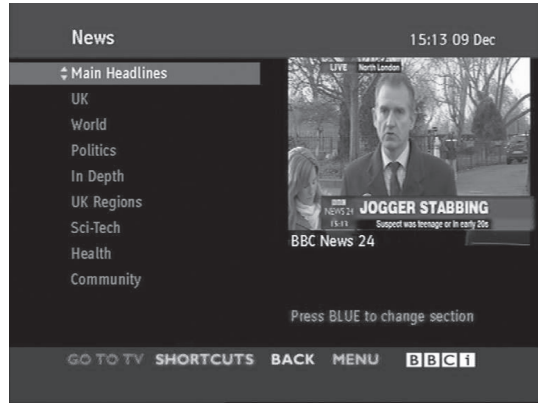 News
15:13 09 Dec
Main Headlines
UK
World
Politics
In Depth
UK Regions
Sci-Tech
Health
Community
LIVE North London
BBC
NEWS 24
15:13
JOGGER STABBING
Suspect was teenage or in early 20s
BBC News 24
Press BLUE to change section
GO TO TV SHORTCUTS BACK MENU BBCi